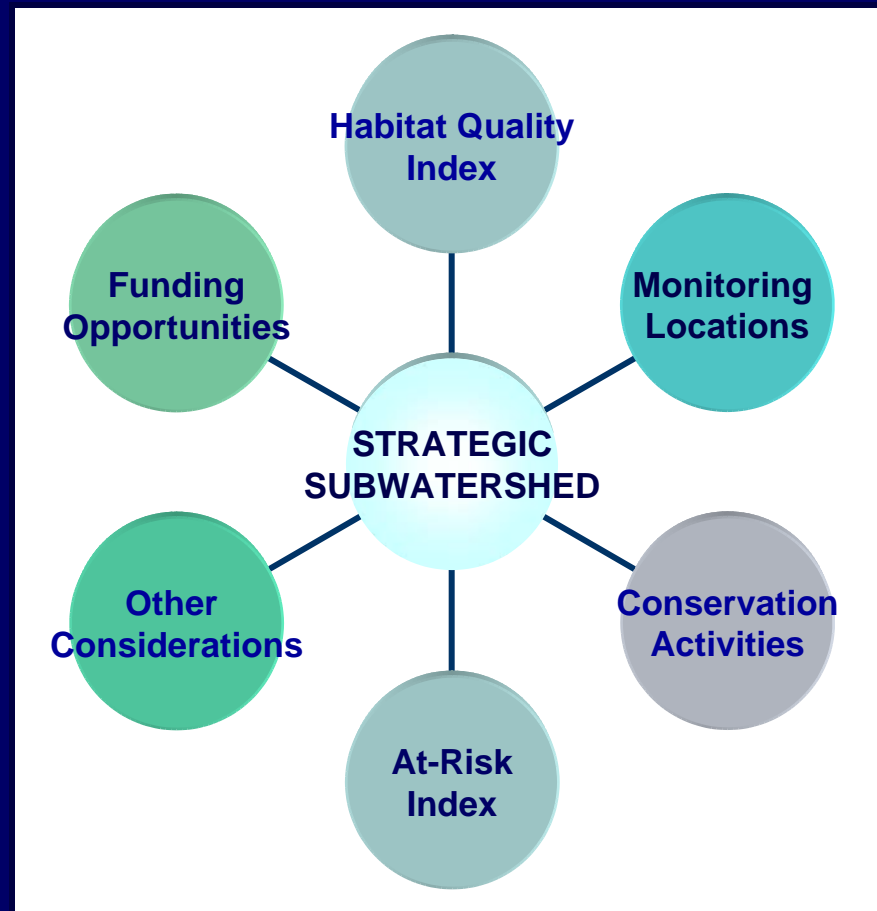 Habitat Quality
Index
Funding
Opportunities
Monitoring
Locations
STRATEGIC
SUBWATERSHED
Other
Considerations
Conservation
Activities
At-Risk
Index